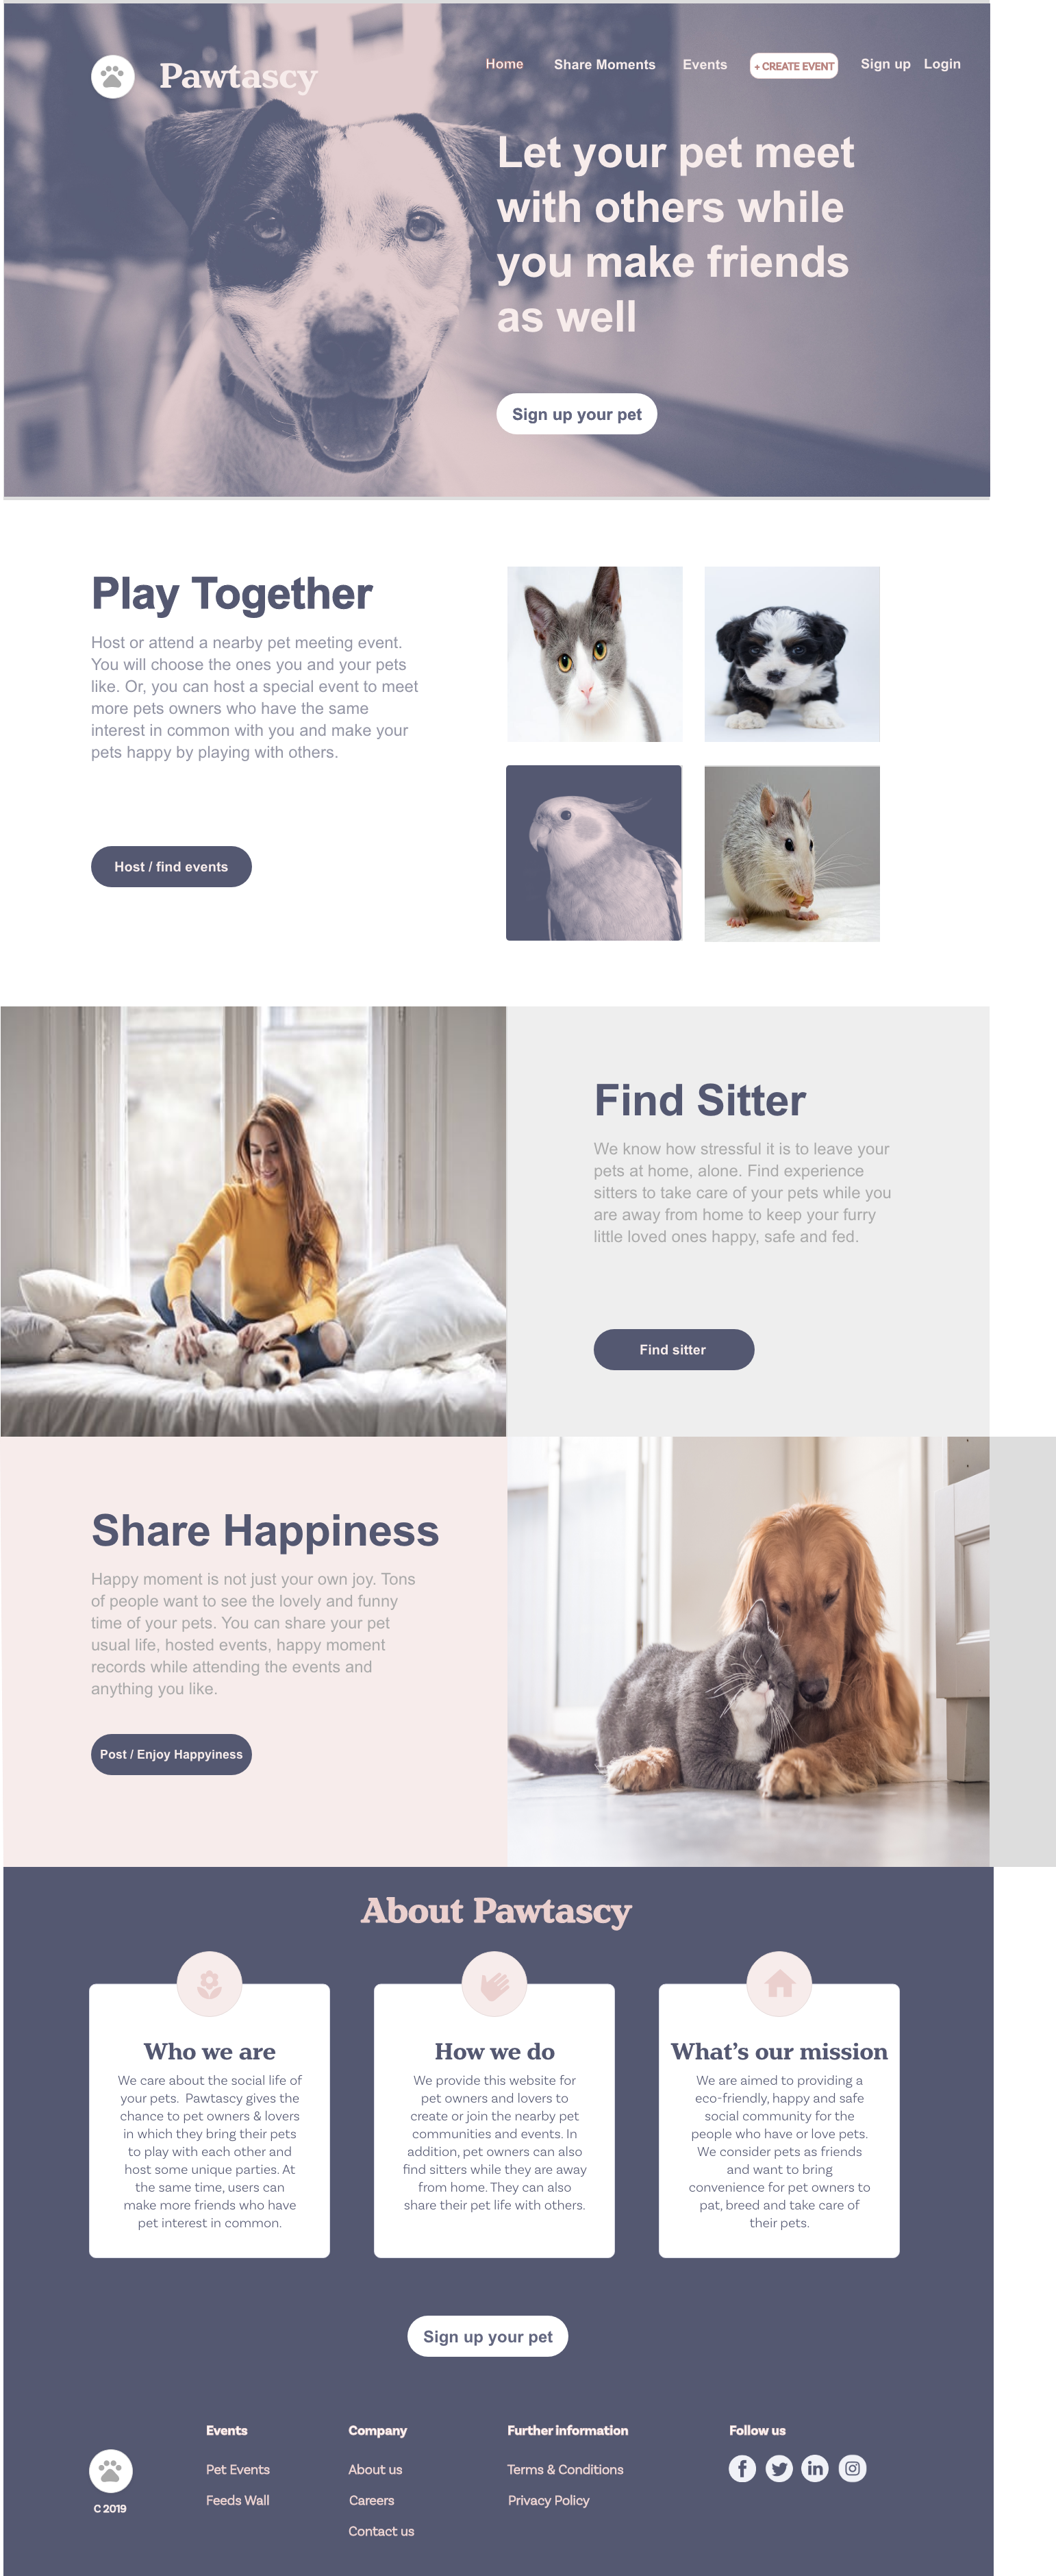 Pawtascy
Home
Share Moments
Events
+ CREATE EVENT
Sign up
Login
Let your pet meet
with others while
you make friends
as well
Sign up your pet
Play Together
Host or attend a nearby pet meeting event.
You will choose the ones you and your pets
like. Or, you can host a special event to meet
more pets owners who have the same
interest in common with you and make your
pets happy by playing with others.
Host / find events
Find Sitter
We know how stressful it is to leave your
pets at home, alone. Find experience
sitters to take care of your pets while you
are away from home to keep your furry
little loved ones happy, safe and fed.
Find sitter
Share Happiness
Happy moment is not just your own joy. Tons
of people want to see the lovely and funny
time of your pets. You can share your pet
usual life, hosted events, happy moment
records while attending the events and
anything you like.
Post / Enjoy Happyiness
About Pawtascy
Who we are
We care about the social life of
your pets. Pawtascy gives the
chance to pet owners & lovers
in which they bring their pets
to play with each other and
host some unique parties. At
the same time, users can
make more friends who have
pet interest in common.
How we do
We provide this website for
pet owners and lovers to
create or join the nearby pet
communities and events. In
addition, pet owners can also
find sitters while they are away
from home. They can also
share their pet life with others.
What's our mission
We are aimed to providing a
eco-friendly, happy and safe
social community for the
people who have or love pets.
We consider pets as friends
and want to bring
convenience for pet owners to
pat, breed and take care of
their pets.
Sign up your pet
C 2019
Events
Pet Events
Feeds Wall
Company
About us
Careers
Contact us
Further information
Terms & Conditions
Privacy Policy
Follow us